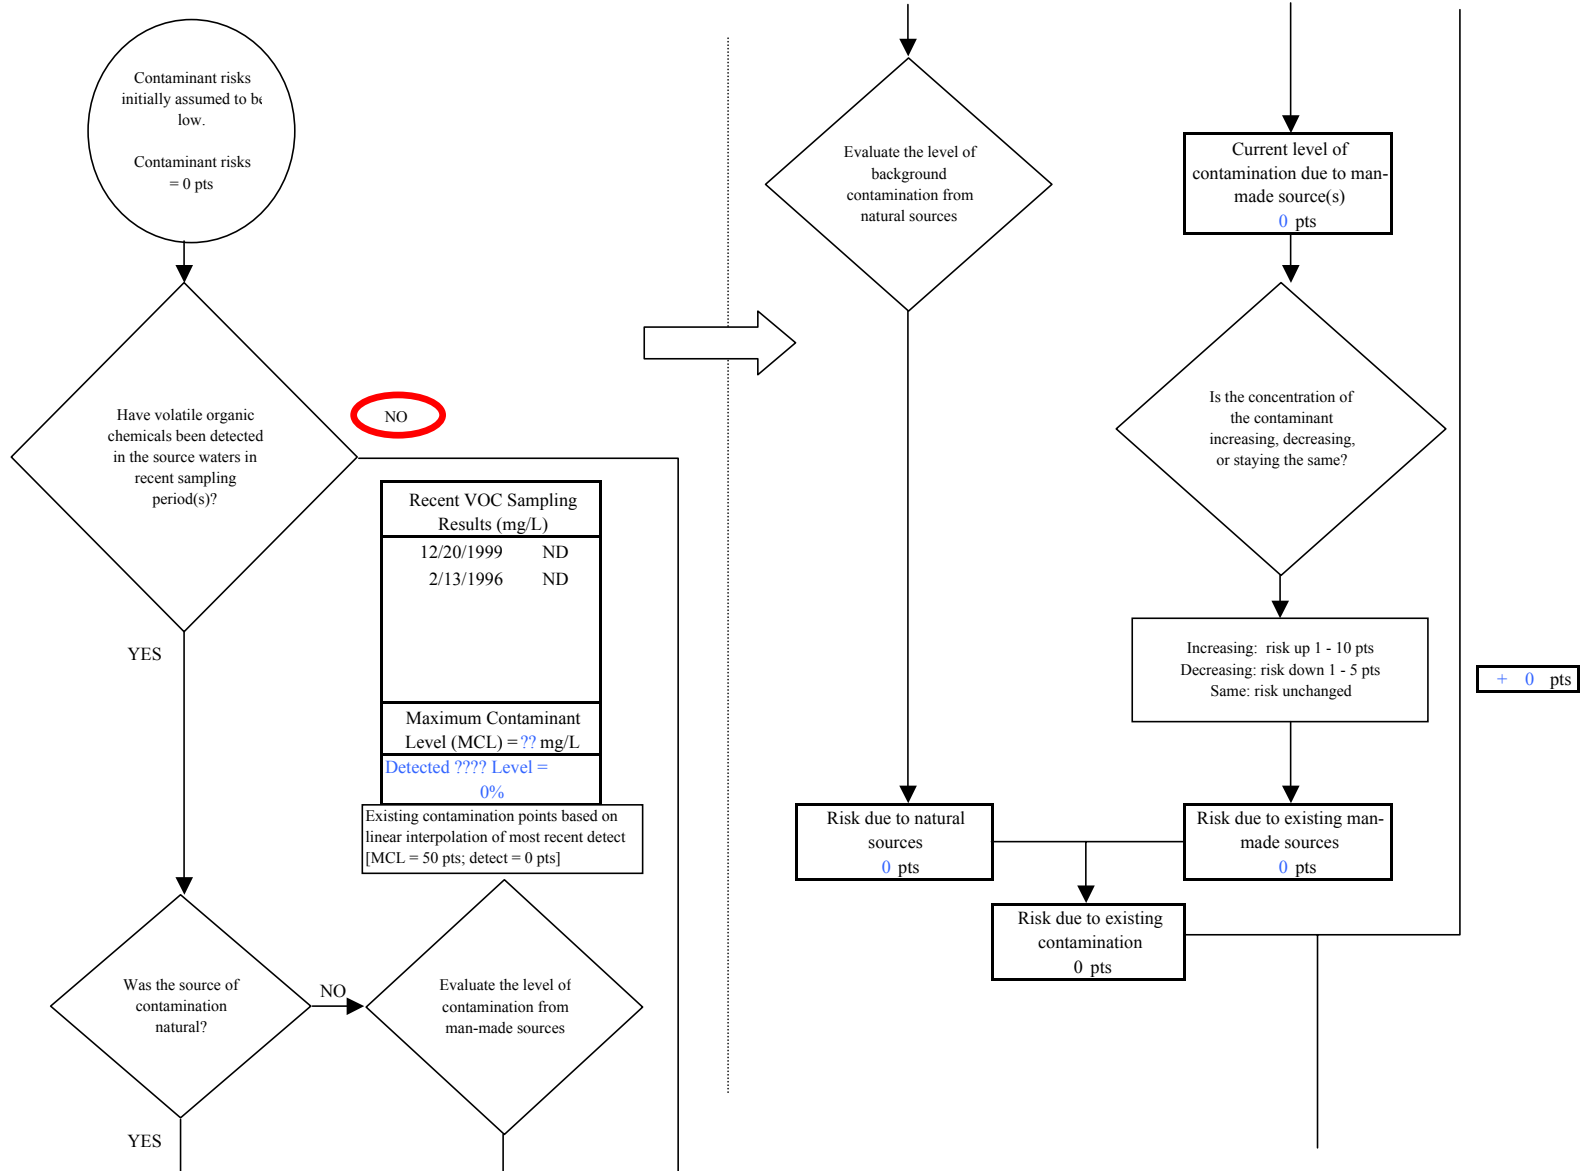 Contaminant risks
initially assumed to be
low.
Contaminant risks
= 0 pts
Have volatile organic
chemicals been detected
in the source waters in
recent sampling
period(s)?
NO
YES
Recent VOC Sampling
Results (mg/L)
12/20/1999 ND
2/13/1996 ND
Maximum Contaminant
Level (MCL) = ?? mg/L
Detected ???? Level =
0%
Existing contamination points based on
linear interpolation of most recent detect
[MCL = 50 pts; detect = 0 pts]
Was the source of
contamination
natural?
NO
YES
Evaluate the level of
contamination from
man-made sources
Evaluate the level of
background
contamination from
natural sources
Current level of
contamination due to man-
made source(s)
0 pts
Is the concentration of
the contaminant
increasing, decreasing,
or staying the same?
Increasing: risk up 1 - 10 pts
Decreasing: risk down 1 - 5 pts
Same: risk unchanged
+ 0 pts
Risk due to natural
sources
0 pts
Risk due to existing man-
made sources
0 pts
Risk due to existing
contamination
0 pts